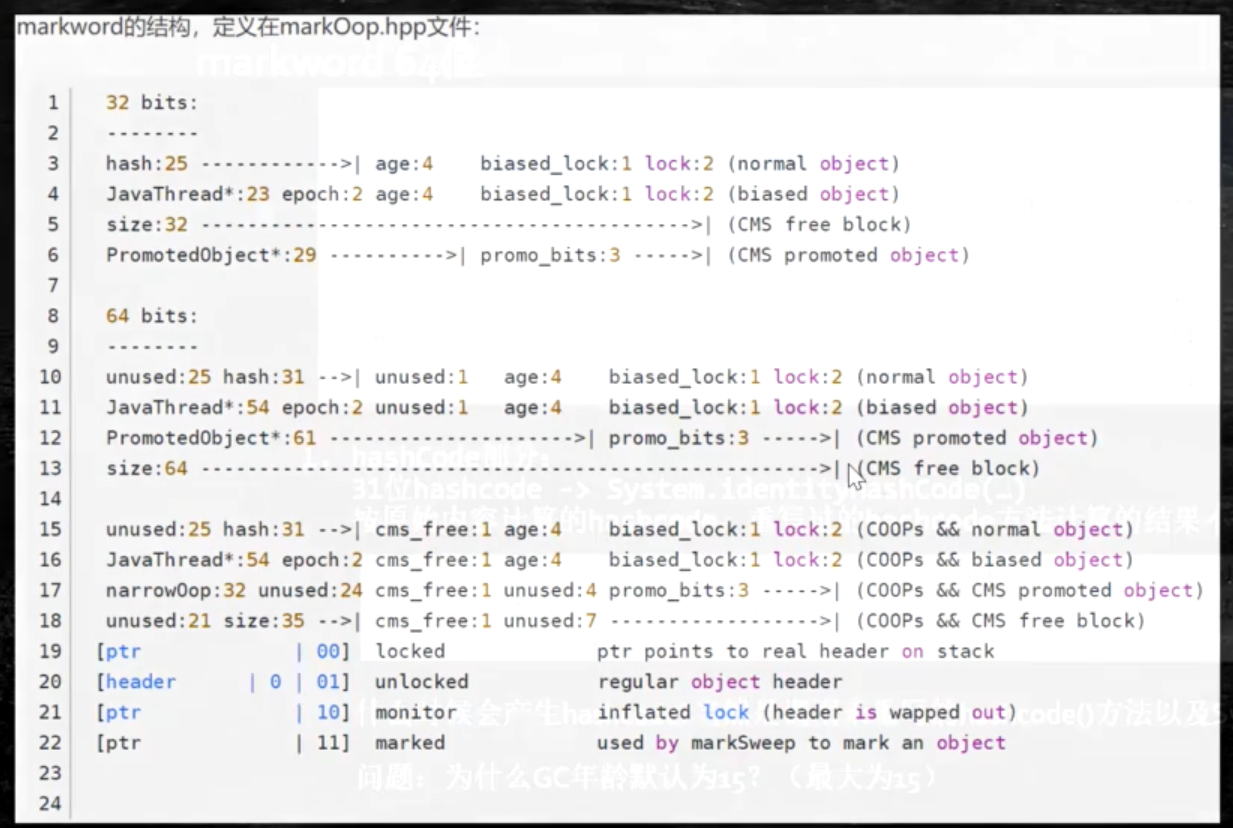 markword的结构，定义在markOop.hpp文件：
markword 64位
1 32 bits:
2 --------
3 hash:25 ------------>| age:4    biased_lock:1 lock:2 (normal object)
4 JavaThread*:23 epoch:2 age:4    biased_lock:1 lock:2 (biased object)
5 size:32 ------------------------------------------>| (CMS free block)
6 PromotedObject*:29 ---------->| promo_bits:3 ----->| (CMS promoted object)
7
8 64 bits:
9 --------
10 unused:25 hash:31 -->| unused:1   age:4    biased_lock:1 lock:2 (normal object)
11 JavaThread*:54 epoch:2 unused:1   age:4    biased_lock:1 lock:2 (biased object)
12 PromotedObject*:61 --------------------->| promo_bits:3 ----->| (CMS promoted object)
13 size:64 ----------------------------------------------------->| (CMS free block)
1. hashCode部分：
14
31位hashcode -> System.identityHashCode(…)
按原始内容计算的hashcode，重写过的hashcode方法计算的结果
15 unused:25 hash:31 -->| cms_free:1 age:4    biased_lock:1 lock:2 (COOPs && normal object)
16 JavaThread*:54 epoch:2 cms_free:1 age:4    biased_lock:1 lock:2 (COOPs && biased object)
17 narrowOop:32 unused:24 cms_free:1 unused:4 promo_bits:3 ----->| (COOPs && CMS promoted object)
18 unused:21 size:35 -->| cms_free:1 unused:7 ------------------>| (COOPs && CMS free block)
19 [ptr             | 00]  locked             ptr points to real header on stack
20 [header      | 0 | 01]  unlocked           regular object header
21 [ptr             | 10]  monitor            inflated lock (header is wapped out)
code()方法以及S
22 [ptr             | 11]  marked             used by markSweep to mark an object
23
问题：为什么GC年龄默认为15？（最大为15）
24